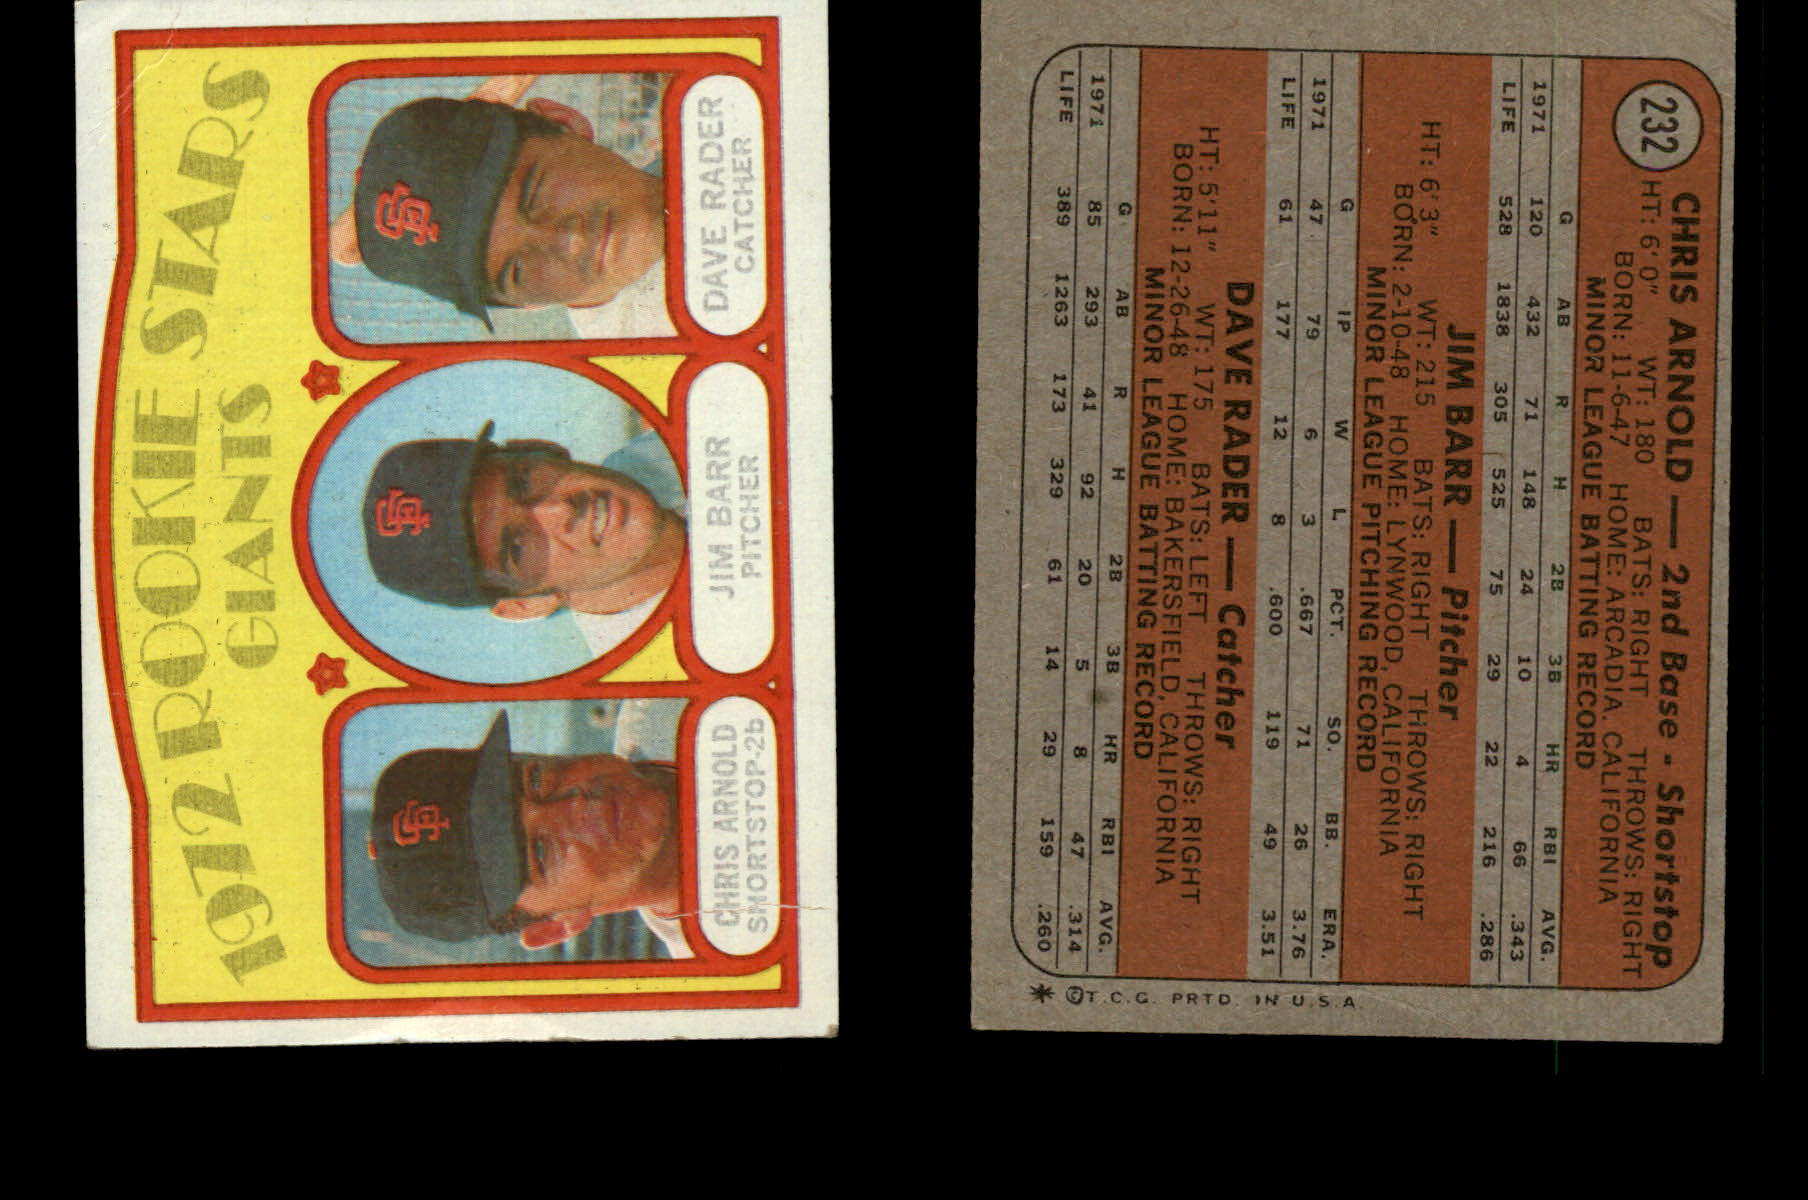 1972 ROOKIE STARS
GIANTS
SF
SF
SF
CHRIS ARNOLD
SHORTSTOP-2b
JIM BARR
PITCHER
DAVE RADER
CATCHER
232
CHRIS ARNOLD — 2nd Base - Shortstop
HT: 6'0" WT: 180 BATS: RIGHT THROWS: RIGHT
BORN: 11-6-47 HOME: ARCADIA, CALIFORNIA
MINOR LEAGUE BATTING RECORD
G AB R H 2B 3B HR RBI AVG.
1971 120 432 71 148 24 10 4 66 .343
LIFE 528 1838 305 525 75 29 22 216 .286
JIM BARR — Pitcher
HT: 6'3" WT: 215 BATS: RIGHT THROWS: RIGHT
BORN: 2-10-48 HOME: LYNWOOD, CALIFORNIA
MINOR LEAGUE PITCHING RECORD
G IP W L PCT. SO. BB. ERA.
1971 47 79 6 3 .667 71 26 3.76
LIFE 61 177 12 8 .600 119 49 3.51
DAVE RADER — Catcher
HT: 5'11" WT: 175 BATS: LEFT THROWS: RIGHT
BORN: 12-26-48 HOME: BAKERSFIELD, CALIFORNIA
MINOR LEAGUE BATTING RECORD
G AB R H 2B 3B HR RBI AVG.
1971 85 293 41 92 20 5 8 47 .314
LIFE 389 1263 173 329 61 14 29 159 .260
* © T.C.G. PRTD. IN U.S.A.